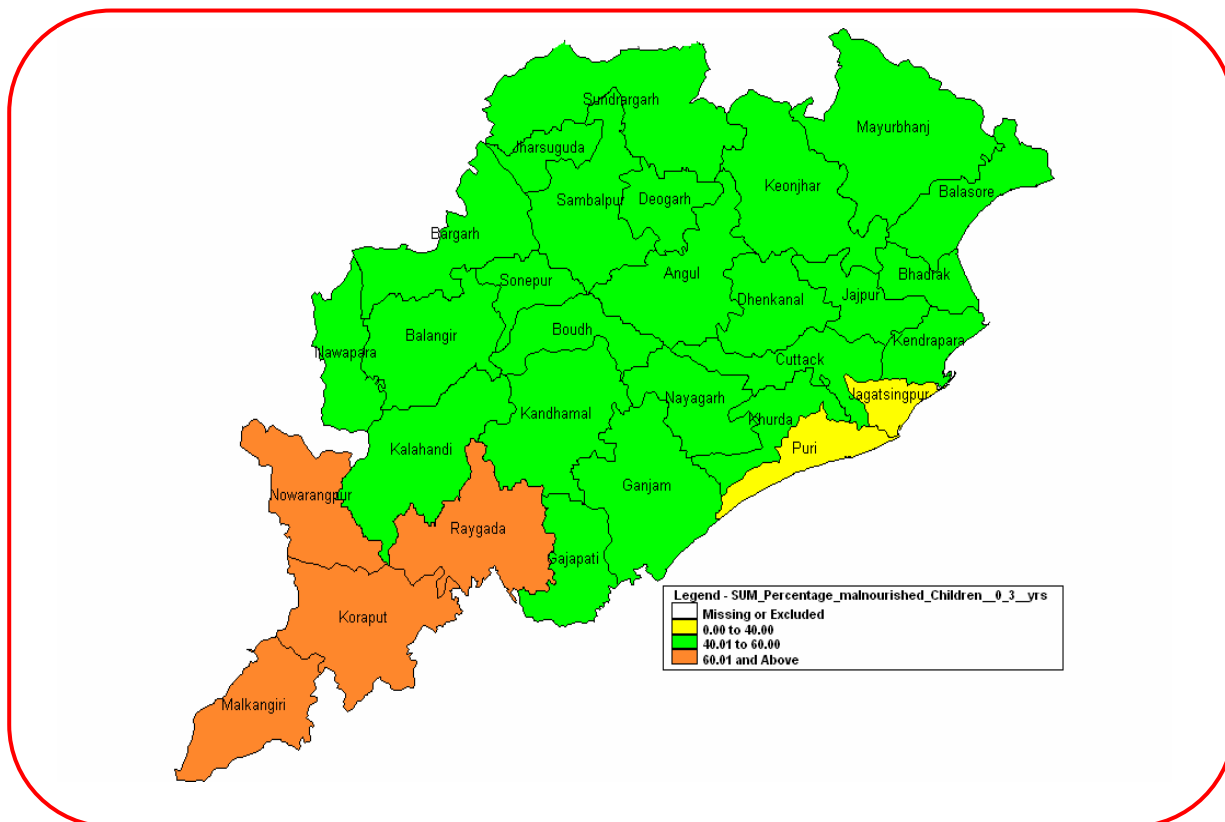 Sundrargarh
Mayurbhanj
Jharsuguda
Keonjhar
Balasore
Sambalpur
Deogarh
Bargarh
Sonepur
Angul
Bhadrak
Dhenkanal
Jajpur
Balangir
Boudh
Nawapara
Kendrapara
Cuttack
Jagatsingpur
Kandhamal
Nayagarh
Khurda
Kalahandi
Puri
Nowarangpur
Ganjam
Raygada
Gajapati
Koraput
Malkangiri
Legend - SUM_Percentage_malnourished_Children__0_3__yrs
Missing or Excluded
0.00 to 40.00
40.01 to 60.00
60.01 and Above